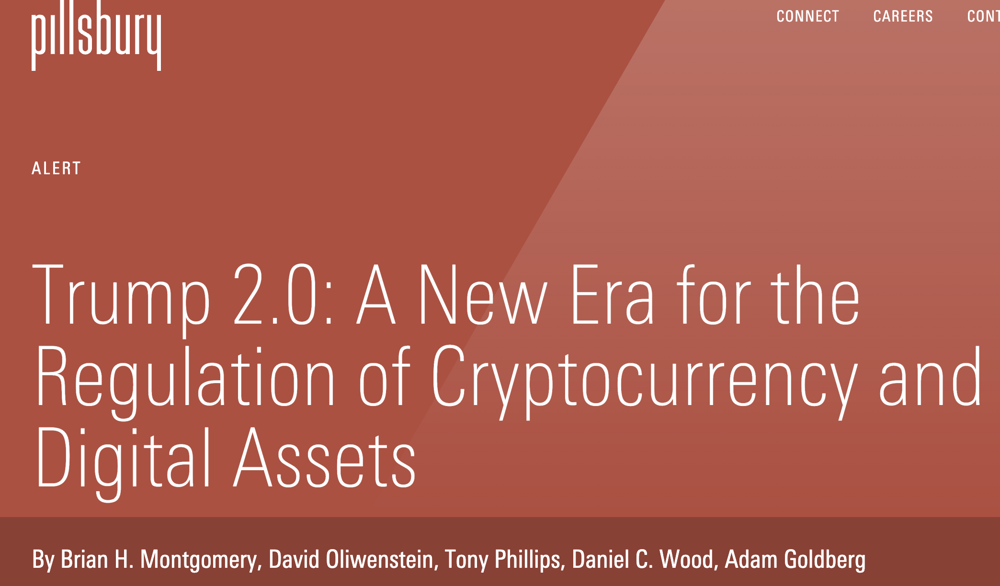 pillsbury
CONNECT CAREERS CONT
ALERT
Trump 2.0: A New Era for the
Regulation of Cryptocurrency and
Digital Assets
By Brian H. Montgomery, David Oliwenstein, Tony Phillips, Daniel C. Wood, Adam Goldberg